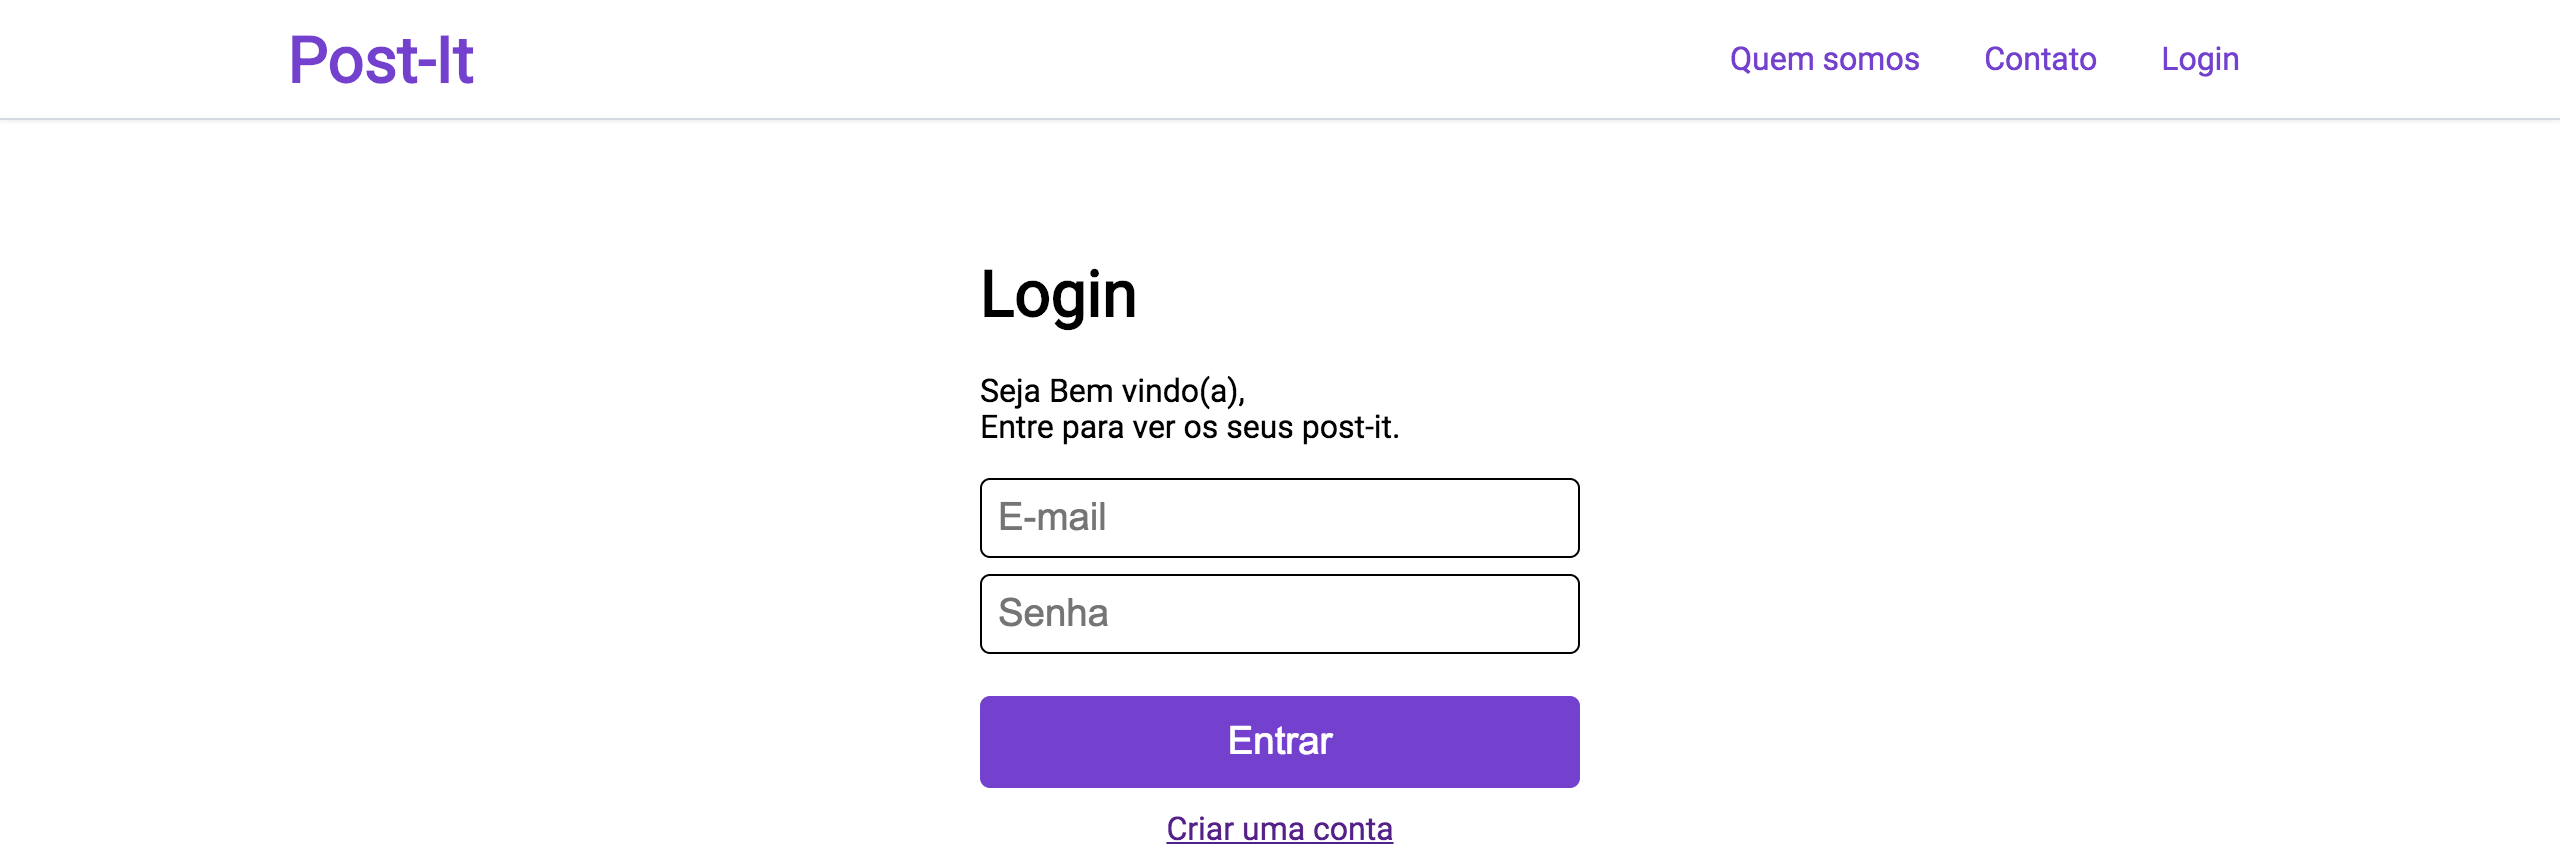 Post-It
Quem somos
Contato
Login
Login
Seja Bem vindo(a),
Entre para ver os seus post-it.
E-mail
Senha
Entrar
Criar uma conta